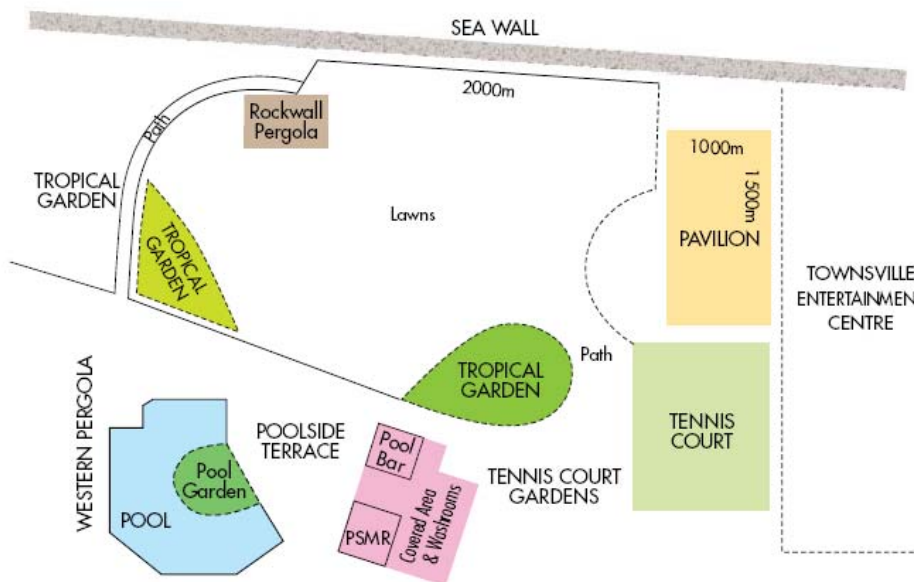 SEA WALL
2000m
Rockwall
Pergola
Path
1000m
1500m
TROPICAL
GARDEN
Lawns
PAVILION
TROPICAL
GARDEN
TOWNSVILLE
ENTERTAINMENT
CENTRE
Path
TROPICAL
GARDEN
TENNIS
COURT
WESTERN PERGOLA
POOLSIDE
TERRACE
Pool
Bar
Pool
Garden
TENNIS COURT
GARDENS
POOL
PSMR
Covered Area
& Washrooms